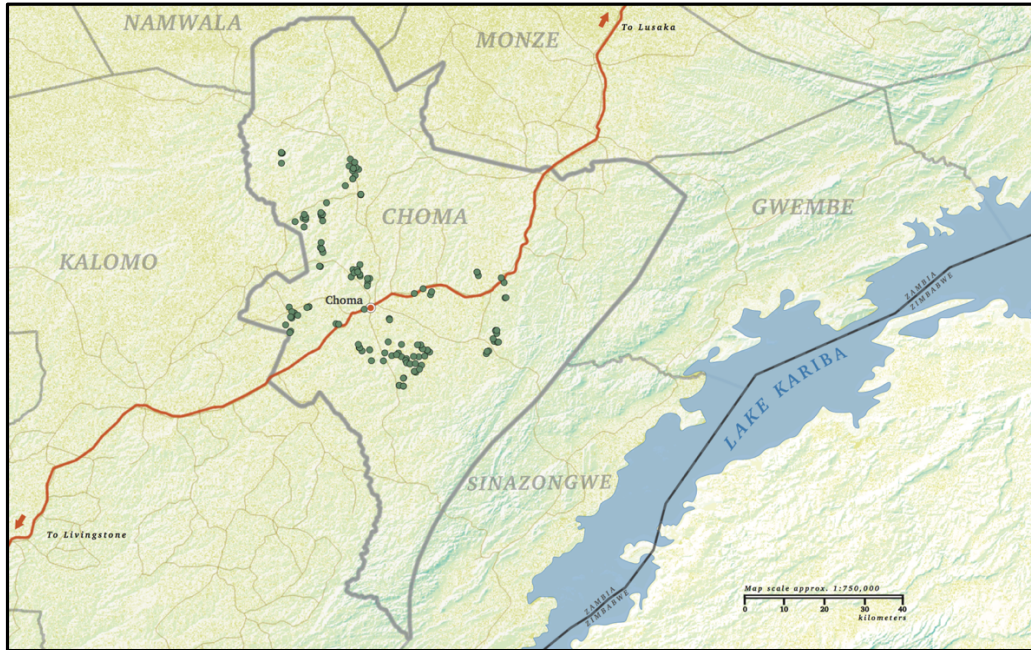 NAMWALA
MONZE
To Lusaka
CHOMA
GWEMBE
KALOMO
Choma
ZAMBIA
ZIMBABWE
LAKE KARIBA
SINAZONGWE
To Livingstone
Map scale approx. 1:750,000
0 10 20 30 40
kilometers
ZAMBIA
ZIMBABWE